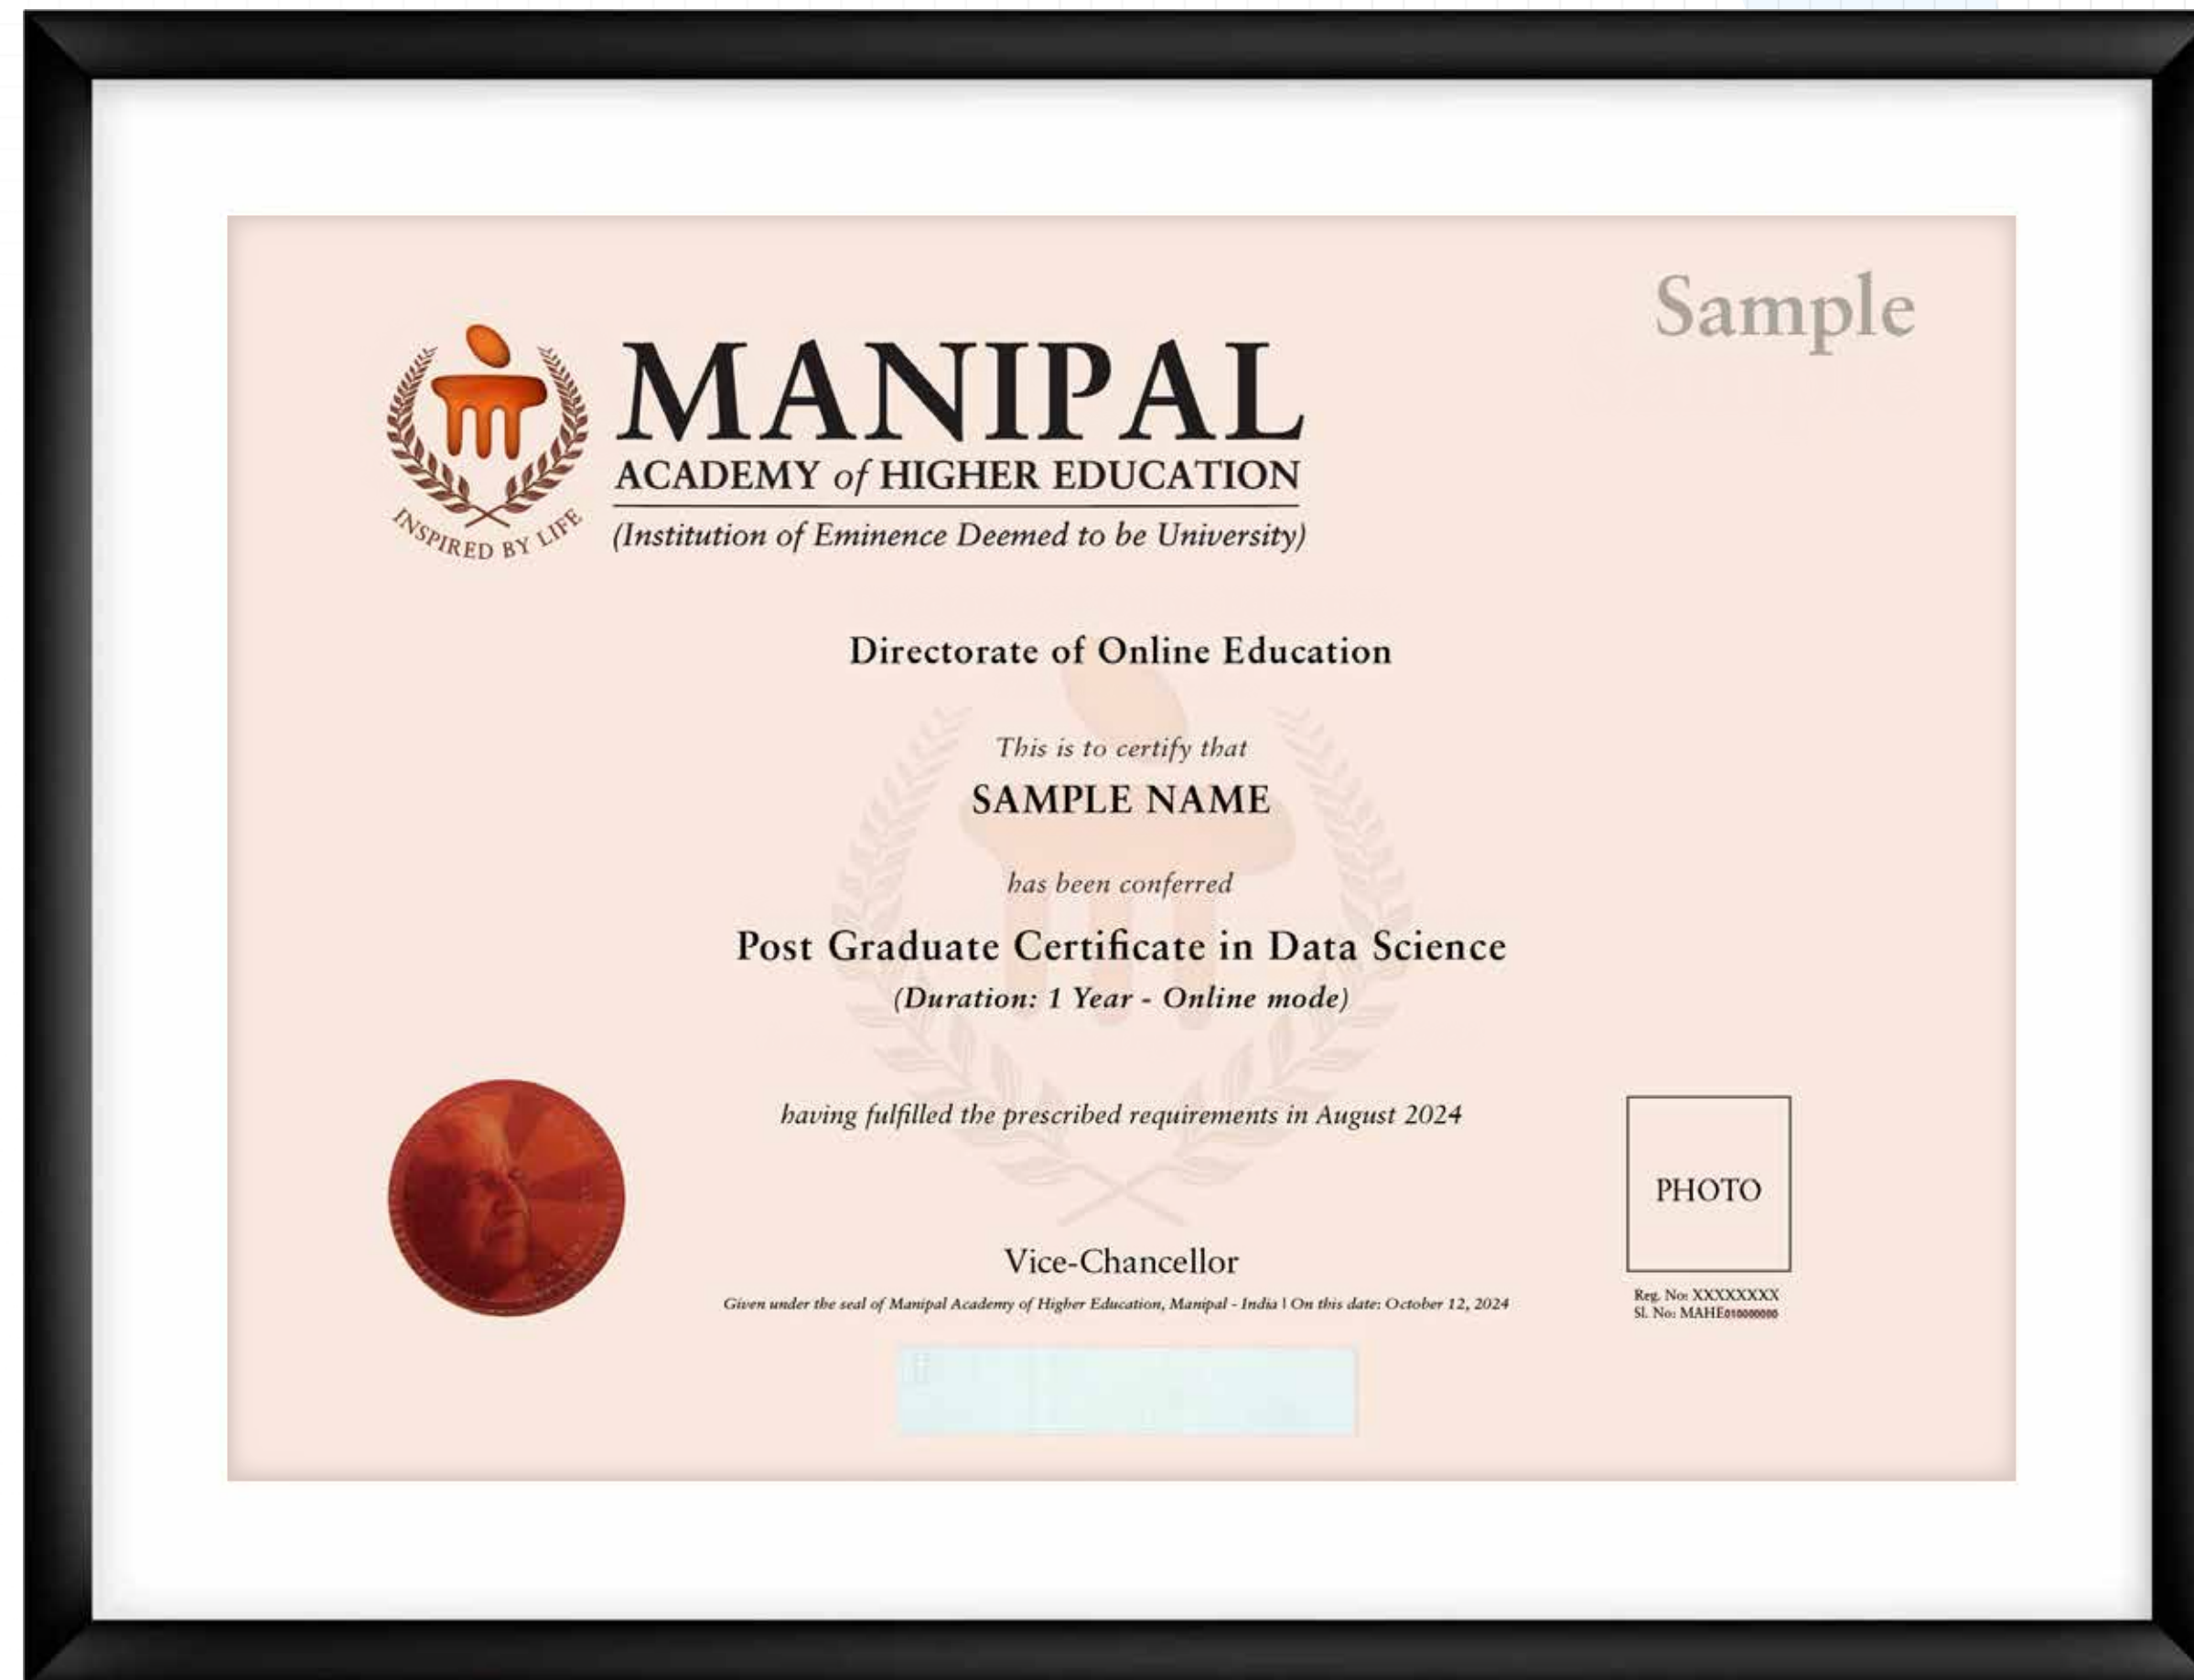 Sample
MANIPAL
ACADEMY of HIGHER EDUCATION
(Institution of Eminence Deemed to be University)
INSPIRED BY LIFE
Directorate of Online Education
This is to certify that
SAMPLE NAME
has been conferred
Post Graduate Certificate in Data Science
(Duration: 1 Year - Online mode)
having fulfilled the prescribed requirements in August 2024
PHOTO
Vice-Chancellor
Given under the seal of Manipal Academy of Higher Education, Manipal - India | On this date: October 12, 2024
Reg. No: XXXXXXXX
Sl. No: MAHE010000000